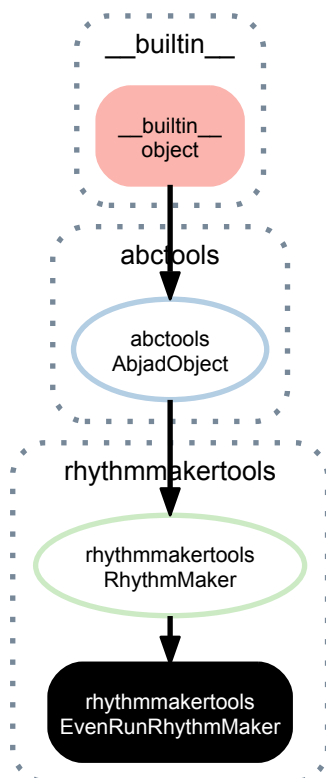 __builtin__
__builtin__
object
abctools
abctools
AbjadObject
rhythmmakertools
rhythmmakertools
RhythmMaker
rhythmmakertools
EvenRunRhythmMaker